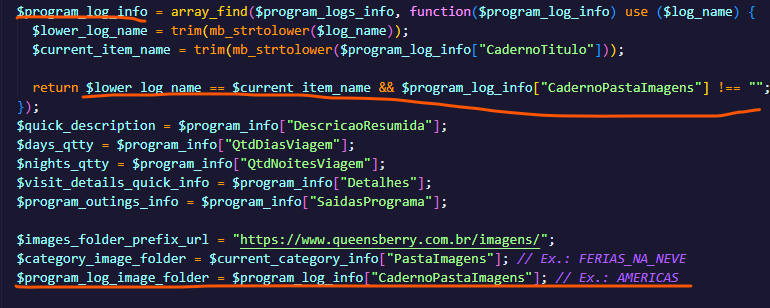 $program_log_info = array_find($program_logs_info, function($program_log_info) use ($log_name) {
$lower_log_name = trim(mb_strtolower($log_name));
$current_item_name = trim(mb_strtolower($program_log_info["CadernoTitulo"]));
return $lower_log_name == $current_item_name && $program_log_info["CadernoPastaImagens"] !== "";
});
$quick_description = $program_info["DescricaoResumida"];
$days_qtty = $program_info["QtdDiasViagem"];
$nights_qtty = $program_info["QtdNoitesViagem"];
$visit_details_quick_info = $program_info["Detalhes"];
$program_outings_info = $program_info["SaidasPrograma"];
$images_folder_prefix_url = "https://www.queensberry.com.br/imagens/";
$category_image_folder = $current_category_info["PastaImagens"]; // Ex.: FERIAS_NA_NEVE
$program_log_image_folder = $program_log_info["CadernoPastaImagens"]; // Ex.: AMERICAS